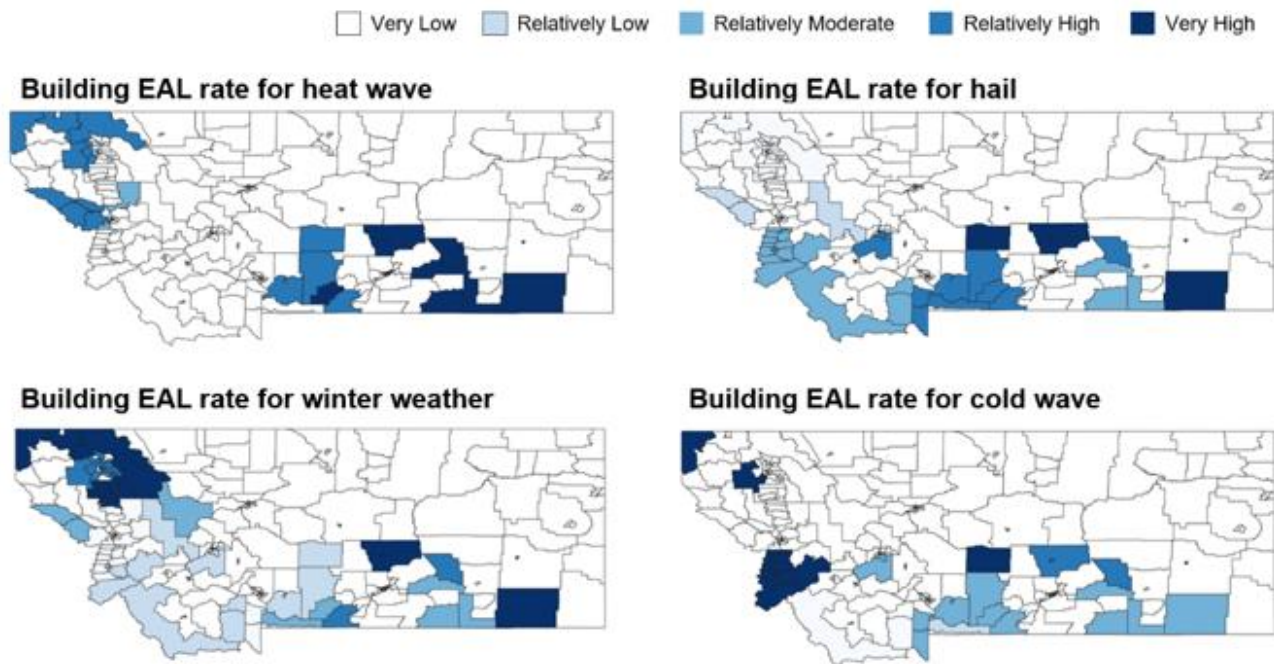 Very Low Relatively Low Relatively Moderate Relatively High Very High
Building EAL rate for heat wave
Building EAL rate for hail
Building EAL rate for winter weather
Building EAL rate for cold wave